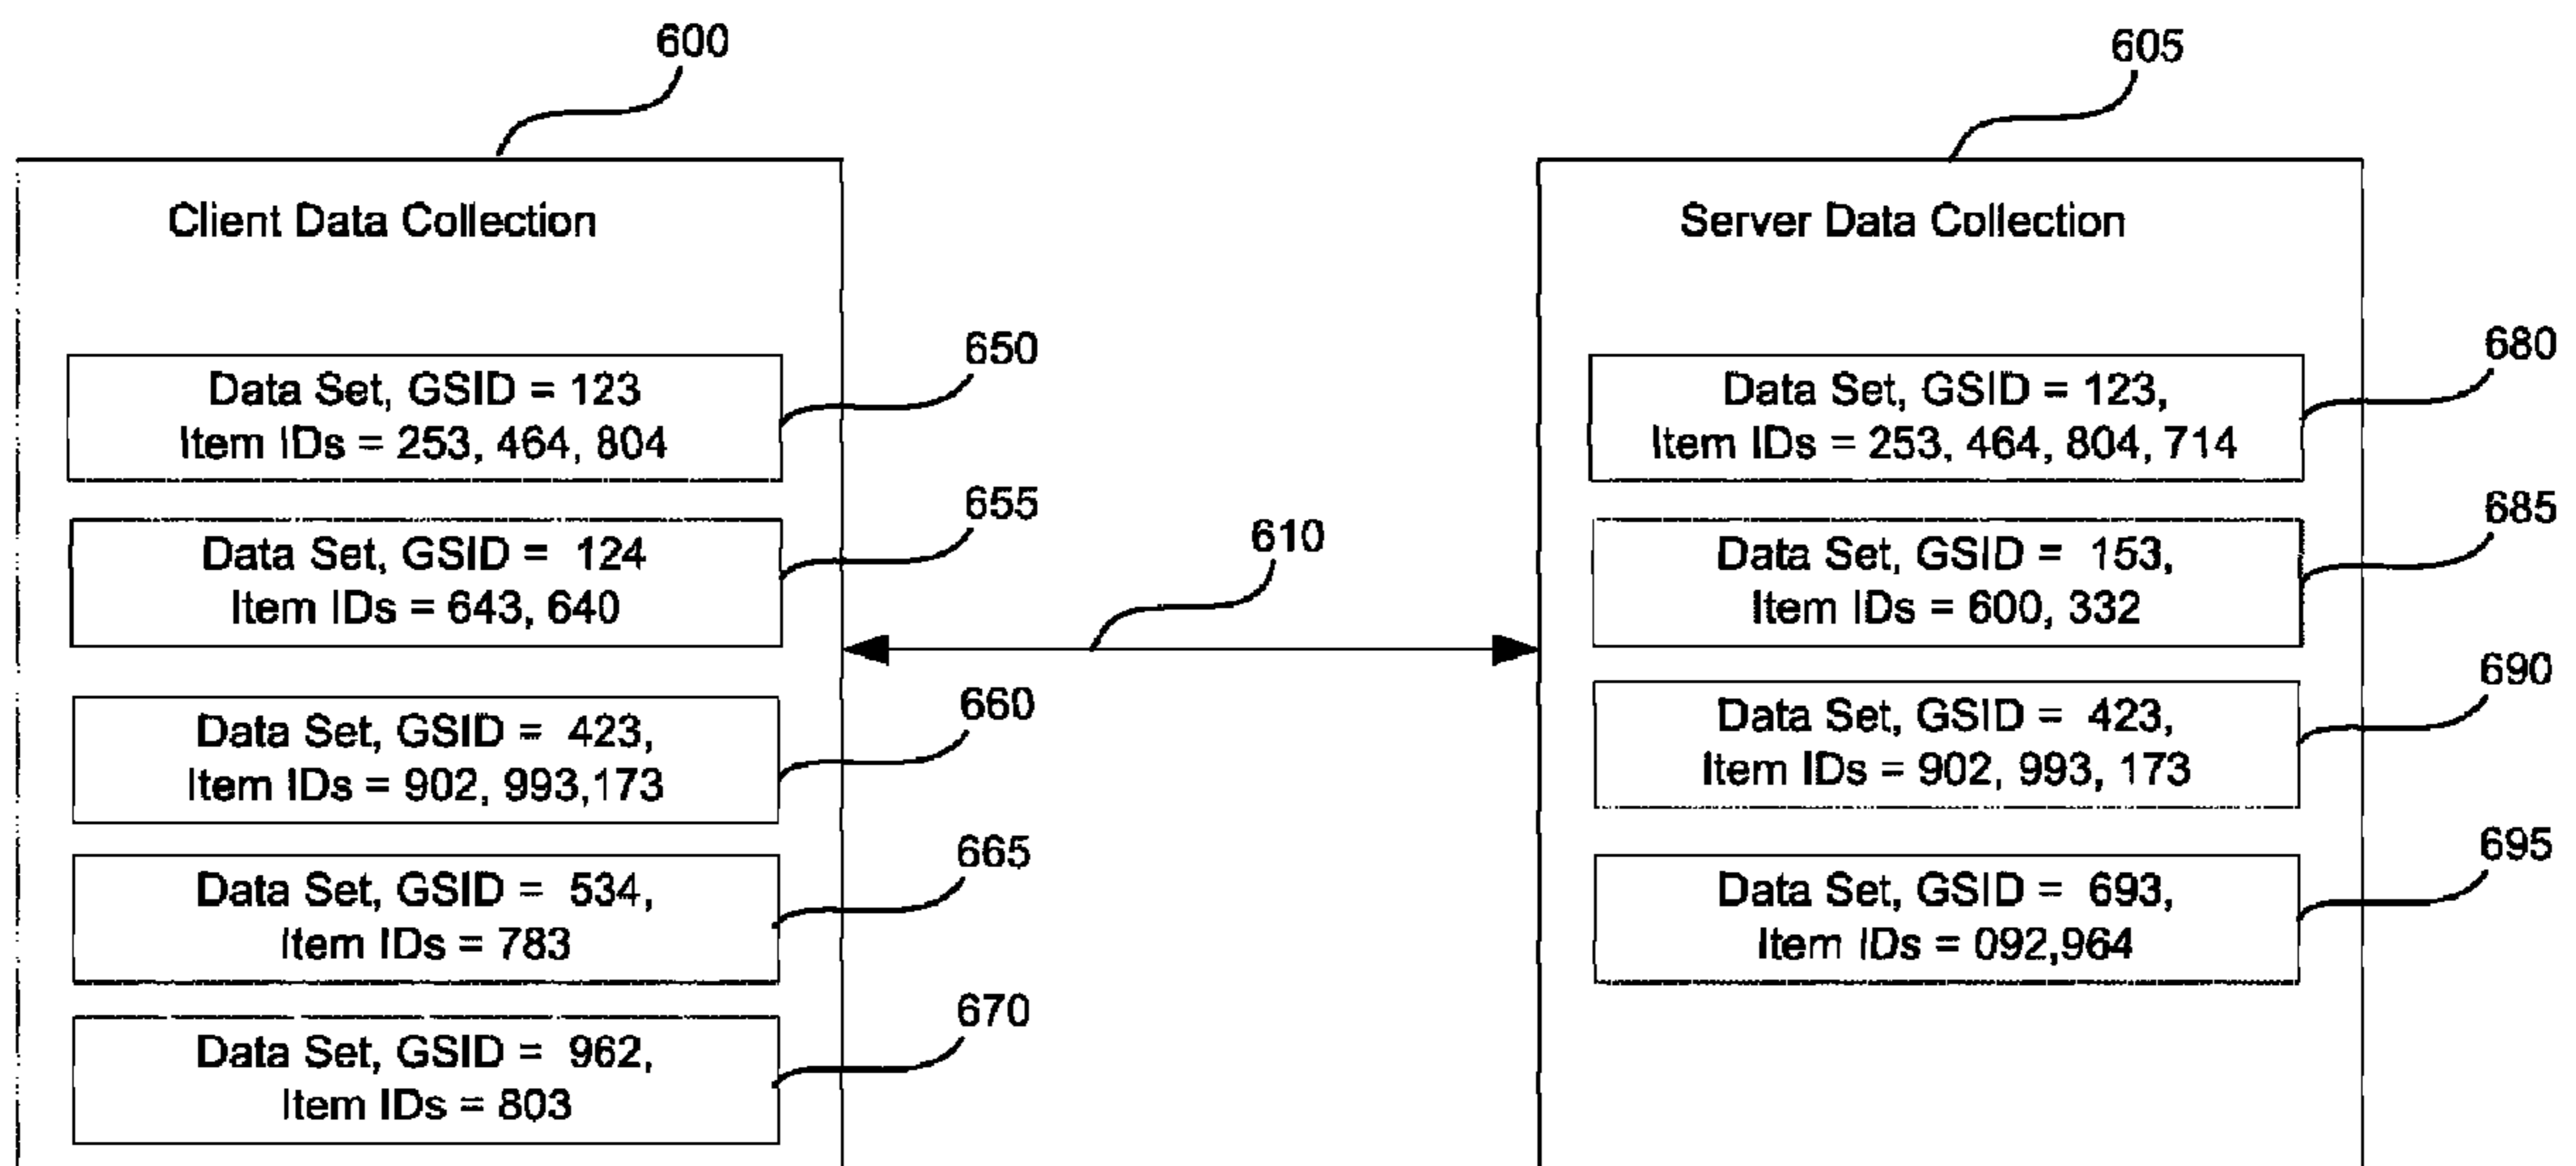 600
605
Client Data Collection
Server Data Collection
650
Data Set, GSID = 123
Item IDs = 253, 464, 804
655
Data Set, GSID = 124
Item IDs = 643, 640
610
660
Data Set, GSID = 423,
Item IDs = 902, 993,173
665
Data Set, GSID = 534,
Item IDs = 783
670
Data Set, GSID = 962,
Item IDs = 803
680
Data Set, GSID = 123,
Item IDs = 253, 464, 804, 714
685
Data Set, GSID = 153,
Item IDs = 600, 332
690
Data Set, GSID = 423,
Item IDs = 902, 993, 173
695
Data Set, GSID = 693,
Item IDs = 092,964